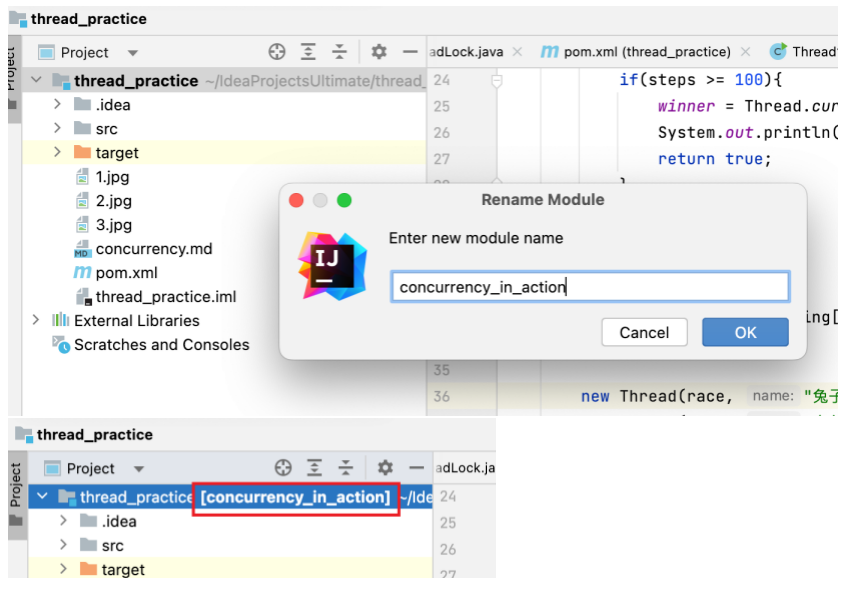 thread_practice
Project
adLock.java
pom.xml (thread_practice)
Thread
Project
thread_practice ~/IdeaProjectsUltimate/thread_
.idea
src
target
1.jpg
2.jpg
3.jpg
concurrency.md
pom.xml
thread_practice.iml
External Libraries
Scratches and Consoles
24 if(steps >= 100){
25 winner = Thread.cur
26 System.out.println(
27 return true;
}
Rename Module
IJ
Enter new module name
concurrency_in_action
Cancel
OK
ing[
35
36 new Thread(race, name: "兔子
thread_practice
Project
adLock.ja
Project
thread_practice [concurrency_in_action] ~/Ide
.idea
src
target
24
25
26
27